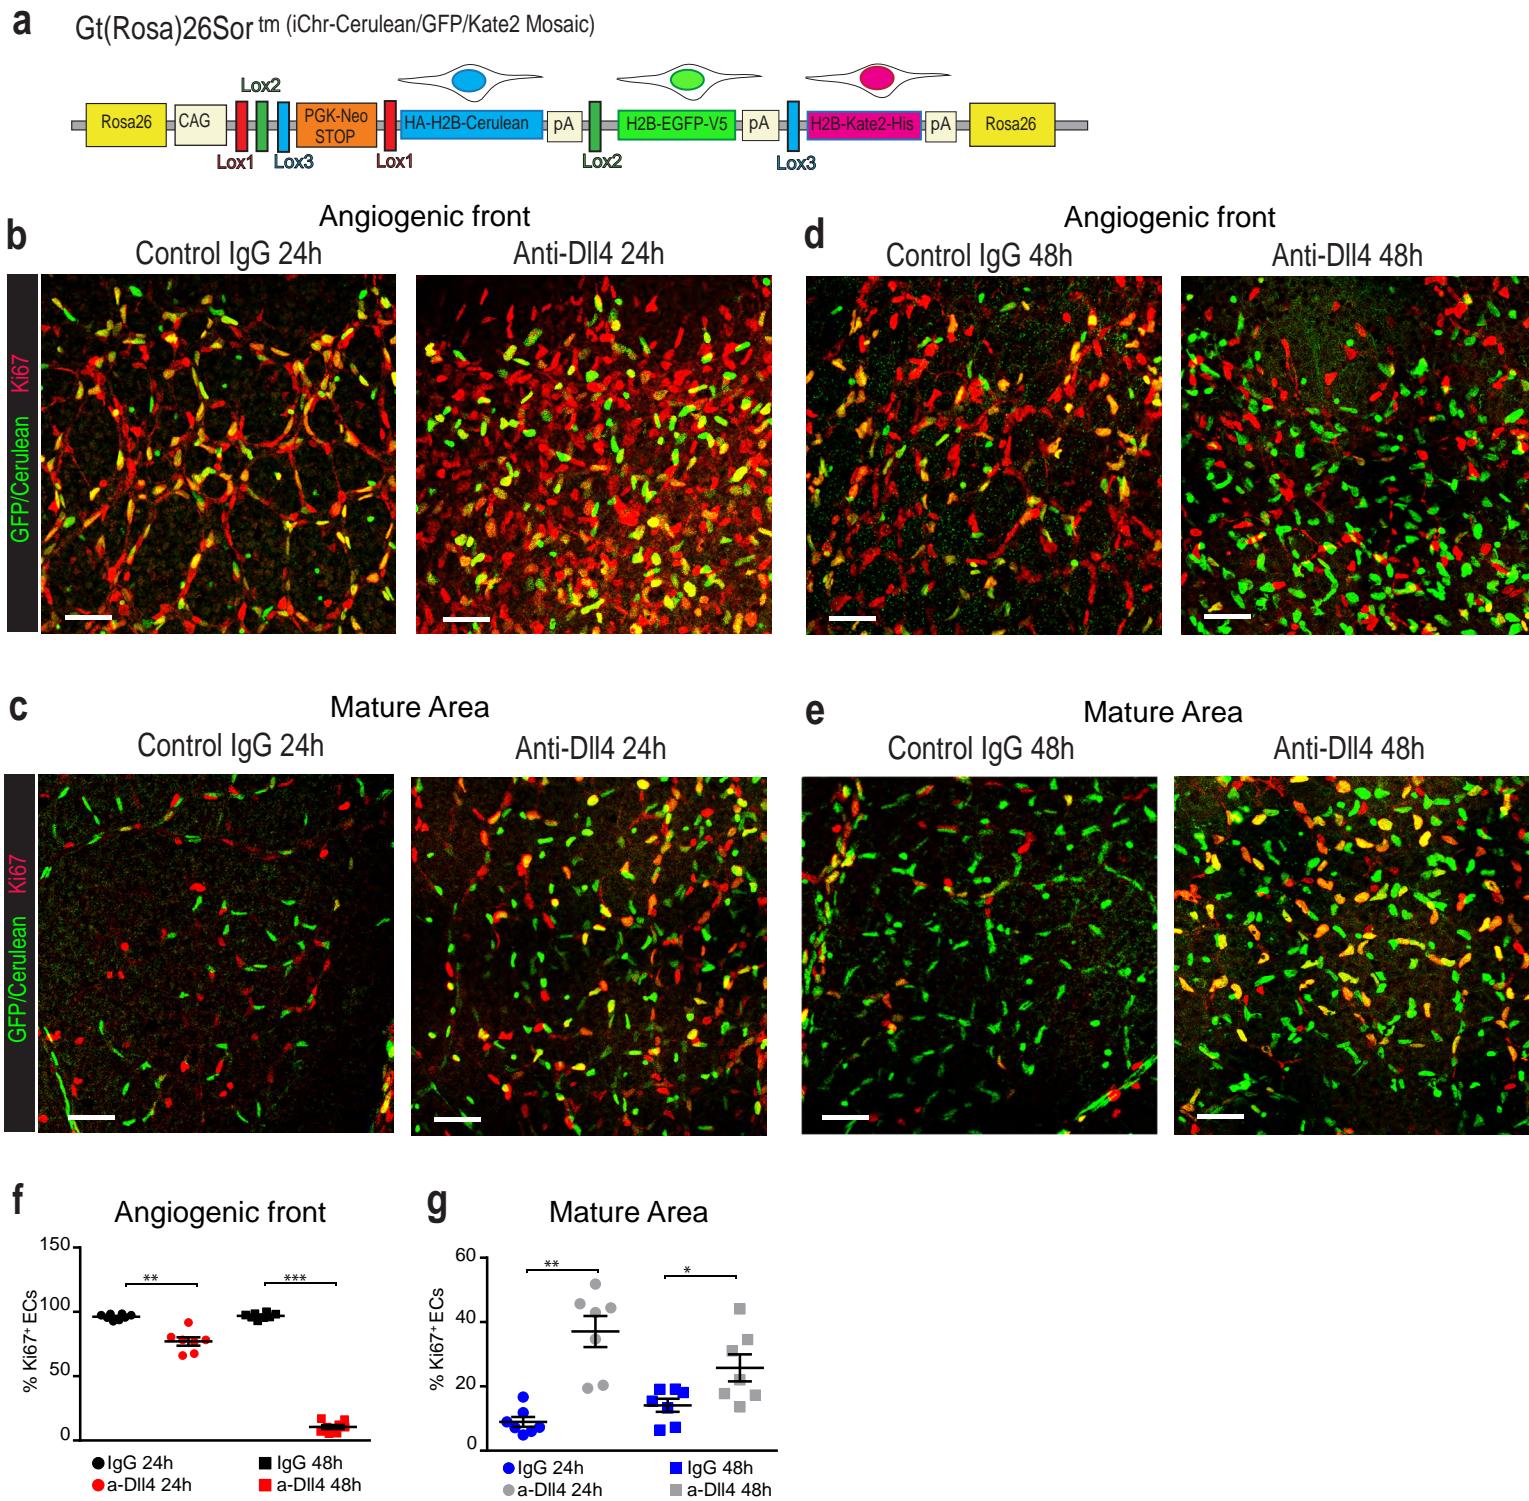 a
Gt(Rosa)26Sor tm (iChr-Cerulean/GFP/Kate2 Mosaic)
Lox2
Rosa26
CAG
PGK-Neo
STOP
HA-H2B-Cerulean
pA
H2B-EGFP-V5
pA
H2B-Kate2-His
pA
Rosa26
Lox1
Lox3
Lox1
Lox2
Lox3
b
Angiogenic front
Control IgG 24h
Anti-Dll4 24h
GFP/Cerulean Ki67
d
Angiogenic front
Control IgG 48h
Anti-Dll4 48h
c
Mature Area
Control IgG 24h
Anti-Dll4 24h
GFP/Cerulean Ki67
e
Mature Area
Control IgG 48h
Anti-Dll4 48h
f
Angiogenic front
% Ki67+ ECs
150
100
50
0
**
***
IgG 24h
a-Dll4 24h
IgG 48h
a-Dll4 48h
g
Mature Area
% Ki67+ ECs
60
40
20
0
**
*
IgG 24h
a-Dll4 24h
IgG 48h
a-Dll4 48h